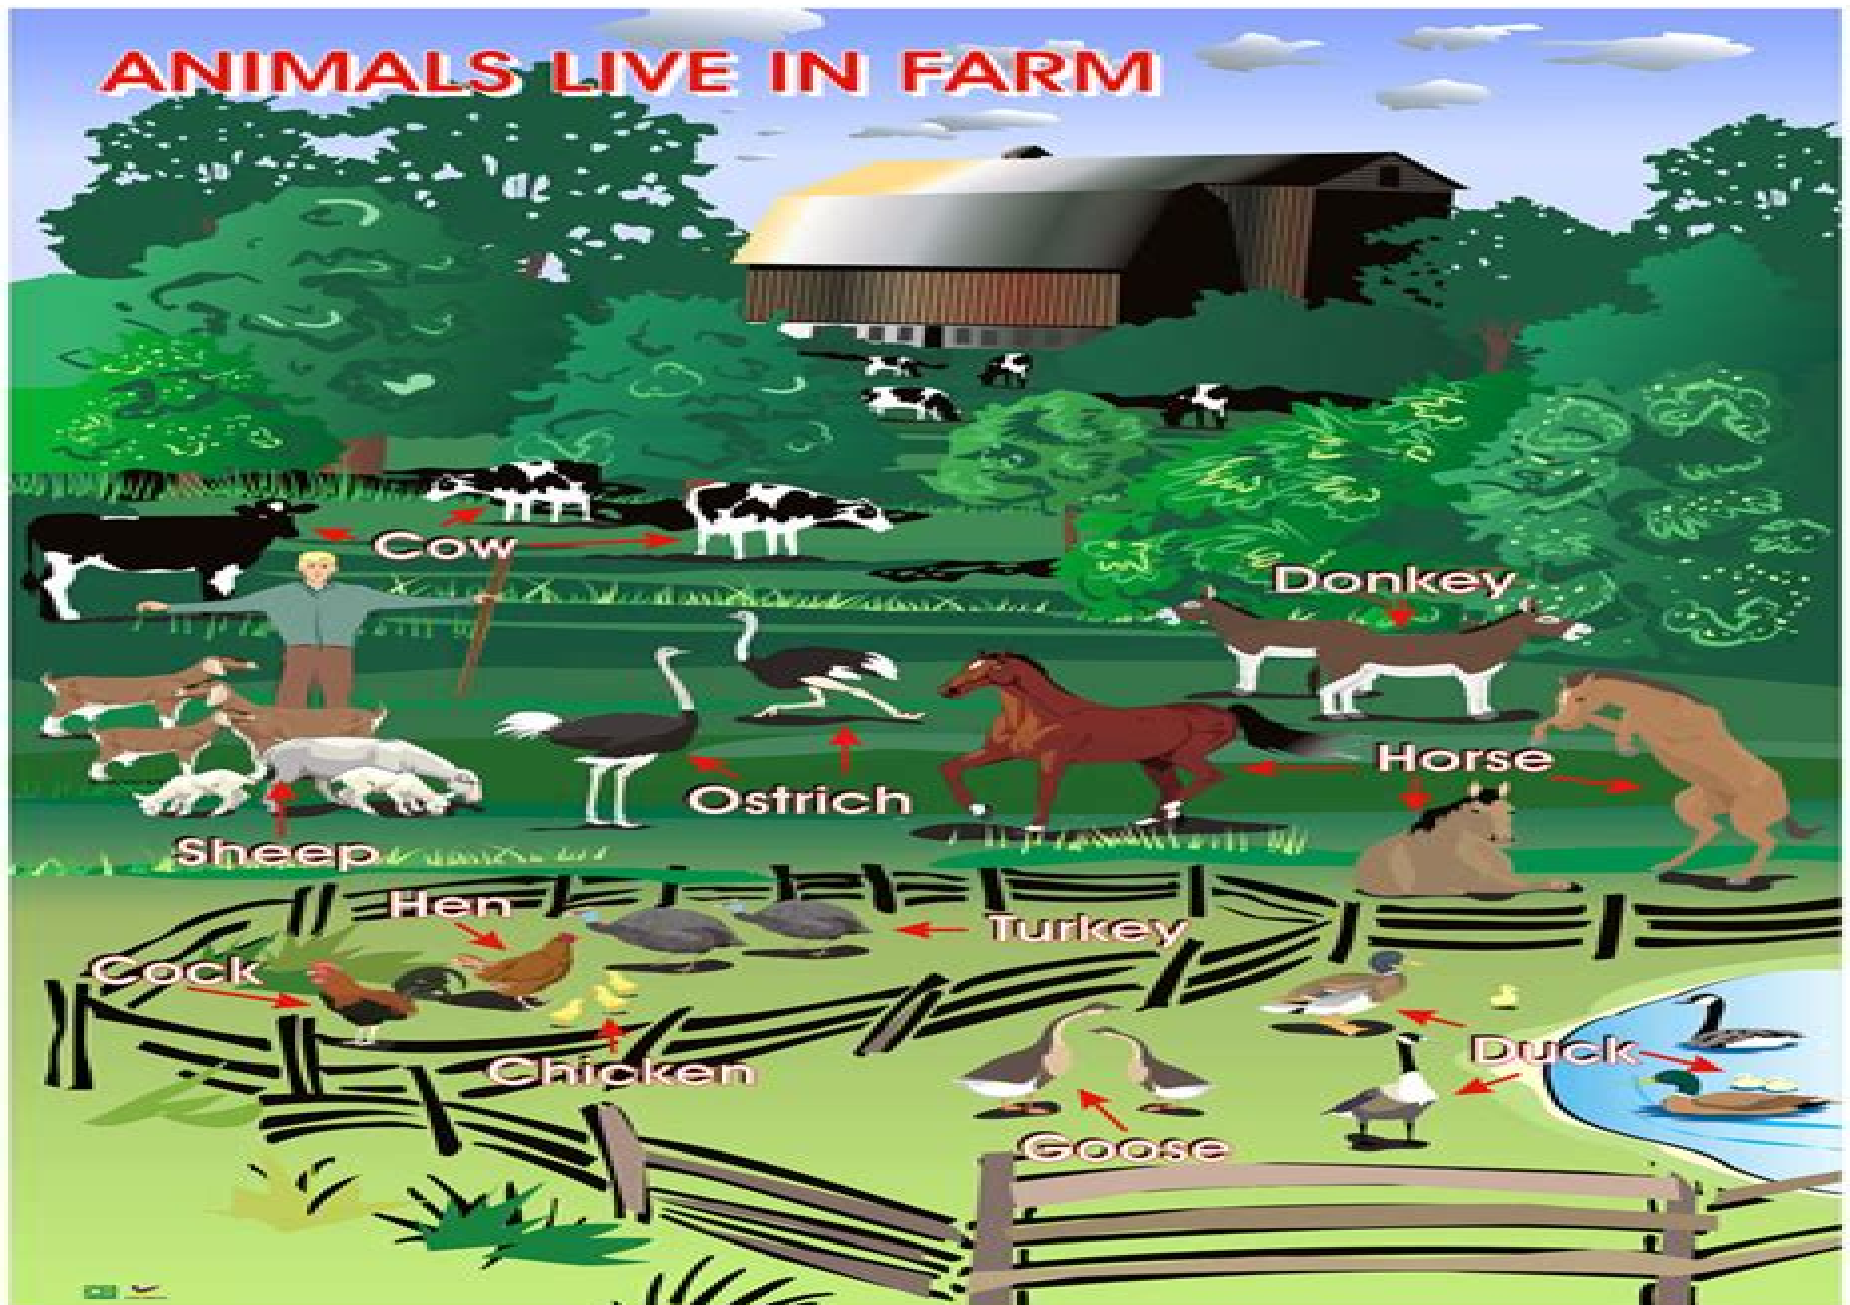 ANIMALS LIVE IN FARM
Cow
Donkey
Horse
Ostrich
Sheep
Hen
Turkey
Cock
Duck
Chicken
Goose